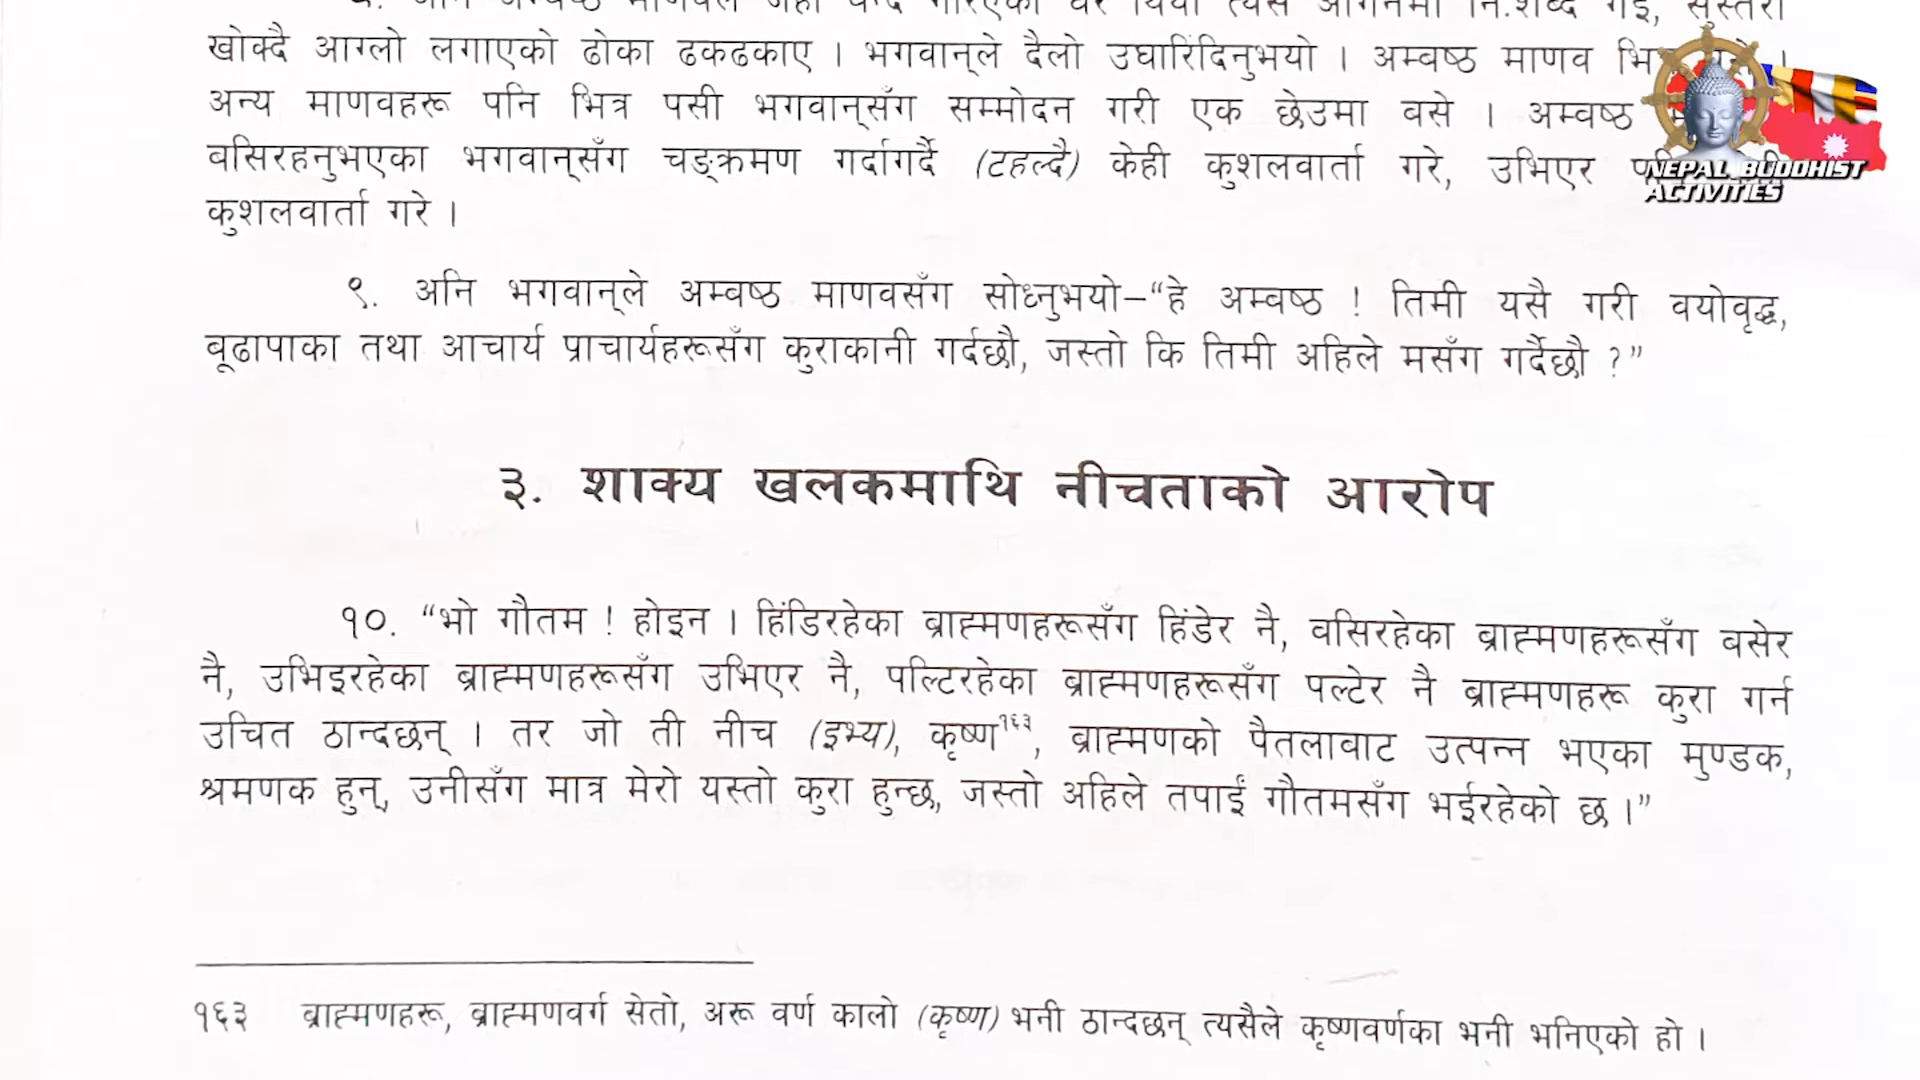 खोक्दै आग्लो लगाएको ढोका ढकढकाए । भगवान्‌ले दैलो उघारिदिनुभयो । अम्वष्ठ माणव
अन्य माणवहरू पनि भित्र पसी भगवान्‌सँग सम्मोदन गरी एक छेउमा बसे । अम्वष्ठ
बसिरहनुभएका भगवान्‌सँग चङ्क्रमण गर्दागर्दै (टहल्दै) केही कुशलवार्ता गरे, उभिएर
कुशलवार्ता गरे ।
NEPAL BUDDHIST
ACTIVITIES
९. अनि भगवान्‌ले अम्वष्ठ माणवसँग सोध्नुभयो–“हे अम्वष्ठ ! तिमी यसै गरी वयोवृद्ध,
बूढापाका तथा आचार्य प्राचार्यहरूसँग कुराकानी गर्दछौ, जस्तो कि तिमी अहिले मसँग गर्दैछौ ?”
३. शाक्य खलकमाथि नीचताको आरोप
१०. “भो गौतम ! होइन । हिंडिरहेका ब्राह्मणहरूसँग हिंडेर नै, बसिरहेका ब्राह्मणहरूसँग बसेर
नै, उभिइरहेका ब्राह्मणहरूसँग उभिएर नै, पल्टिरहेका ब्राह्मणहरूसँग पल्टेर नै ब्राह्मणहरू कुरा गर्न
उचित ठान्दछन् । तर जो ती नीच (इभ्य), कृष्ण१६३, ब्राह्मणको पैतलाबाट उत्पन्न भएका मुण्डक,
श्रमणक हुन्, उनीसँग मात्र मेरो यस्तो कुरा हुन्छ, जस्तो अहिले तपाईं गौतमसँग भईरहेको छ ।”
१६३ ब्राह्मणहरू, ब्राह्मणवर्ग सेतो, अरू वर्ण कालो (कृष्ण) भनी ठान्दछन् त्यसैले कृष्णवर्णका भनी भनिएको हो ।